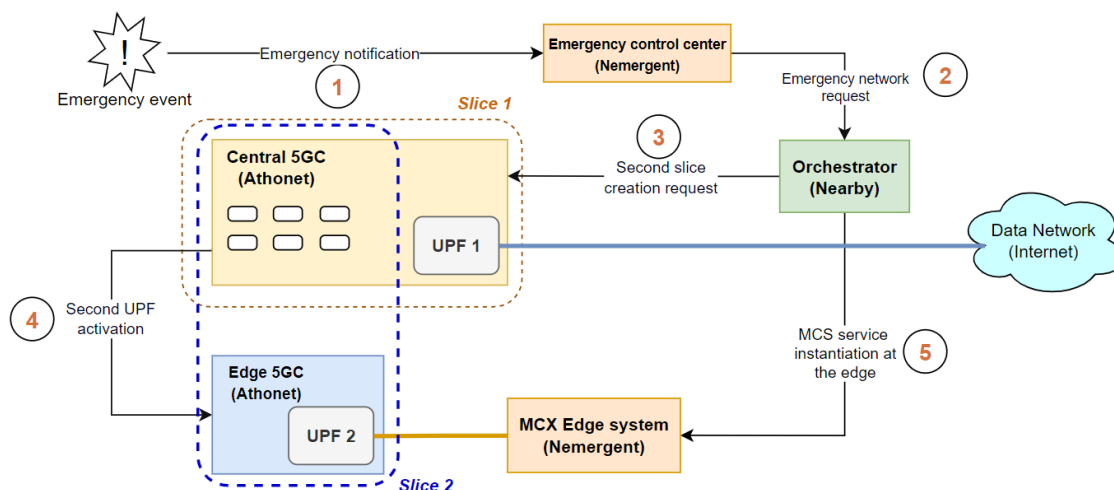 !
Emergency event
Emergency notification
1
Emergency control center
(Nemergent)
Emergency network
request
2
Slice 1
Central 5GC
(Athonet)
UPF 1
3
Second slice
creation request
Orchestrator
(Nearby)
Data Network
(Internet)
4
Second UPF
activation
MCS service
instantiation at
the edge
5
Edge 5GC
(Athonet)
UPF 2
MCX Edge system
(Nemergent)
Slice 2